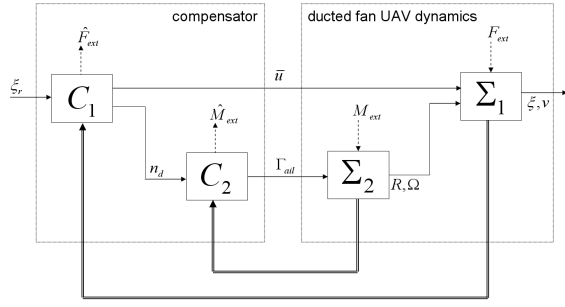 compensator
ducted fan UAV dynamics
F̂ext
Fext
ξr
C1
ū
Σ1
ξ,v
M̂ext
Mext
nd
C2
Γail
Σ2
R,Ω